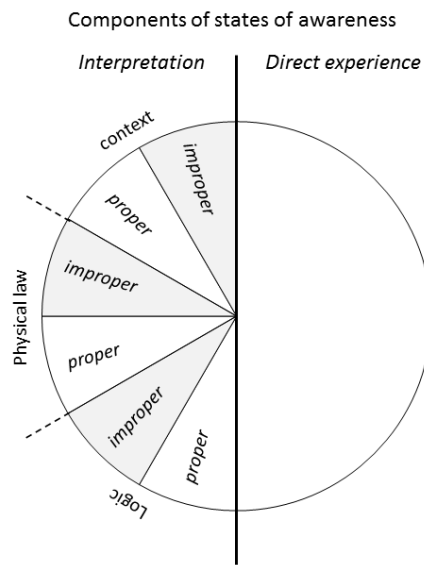 Components of states of awareness
Interpretation
Direct experience
context
improper
proper
improper
Physical law
proper
improper
proper
Logic